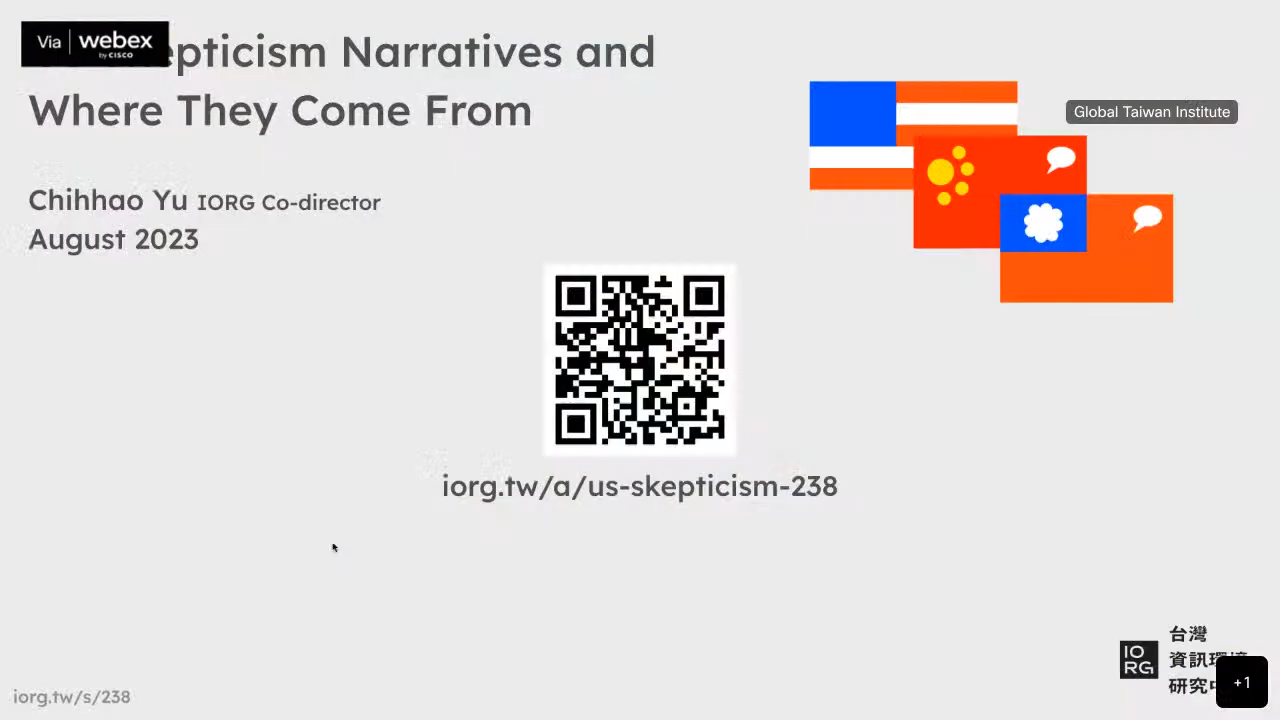 Via webex
by CISCO
epticism Narratives and
Where They Come From
Global Taiwan Institute
Chihhao Yu IORG Co-director
August 2023
iorg.tw/a/us-skepticism-238
IO
RG
台灣
資訊環境
研究
+1
iorg.tw/s/238